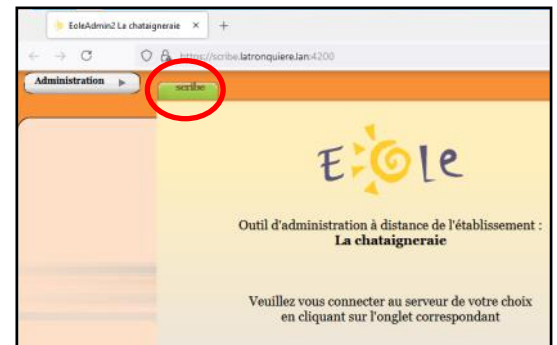 EoleAdmin2 La chataigneraie × +
https://scribe.latronquiere.lan:4200
Administration
scribe
EOle
Outil d'administration à distance de l'établissement :
La chataigneraie
Veuillez vous connecter au serveur de votre choix
en cliquant sur l'onglet correspondant